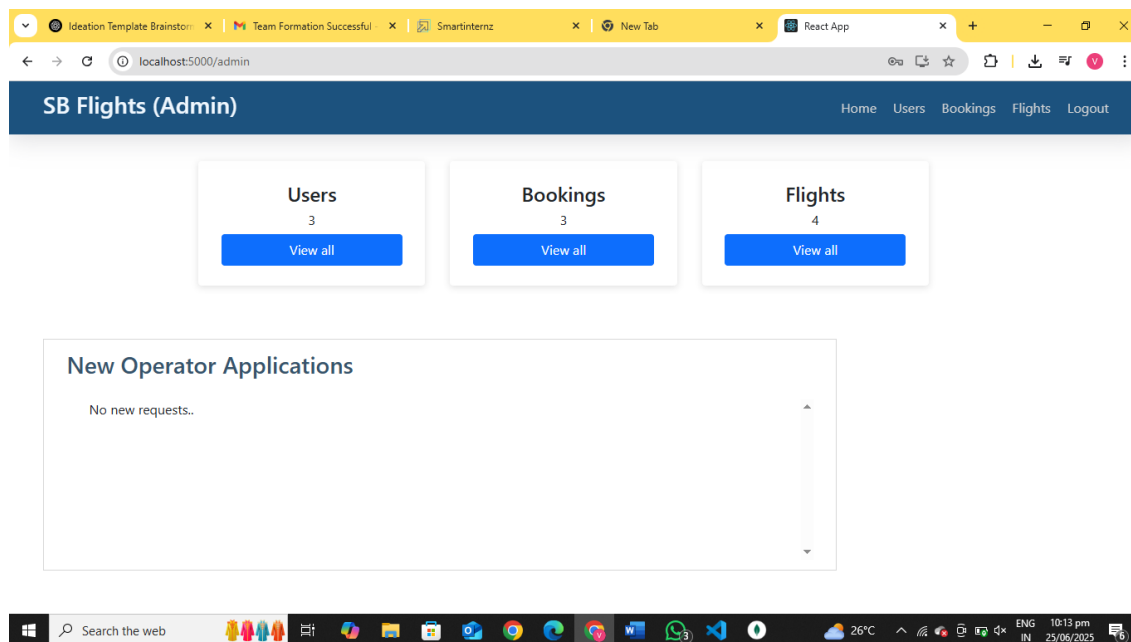 Ideation Template Brainstorm
Team Formation Successful -
Smartinternz
New Tab
React App
localhost:5000/admin
V
SB Flights (Admin)
Home Users Bookings Flights Logout
Users
3
View all
Bookings
3
View all
Flights
4
View all
New Operator Applications
No new requests..
Search the web
26°C
ENG
IN
10:13 pm
25/06/2025